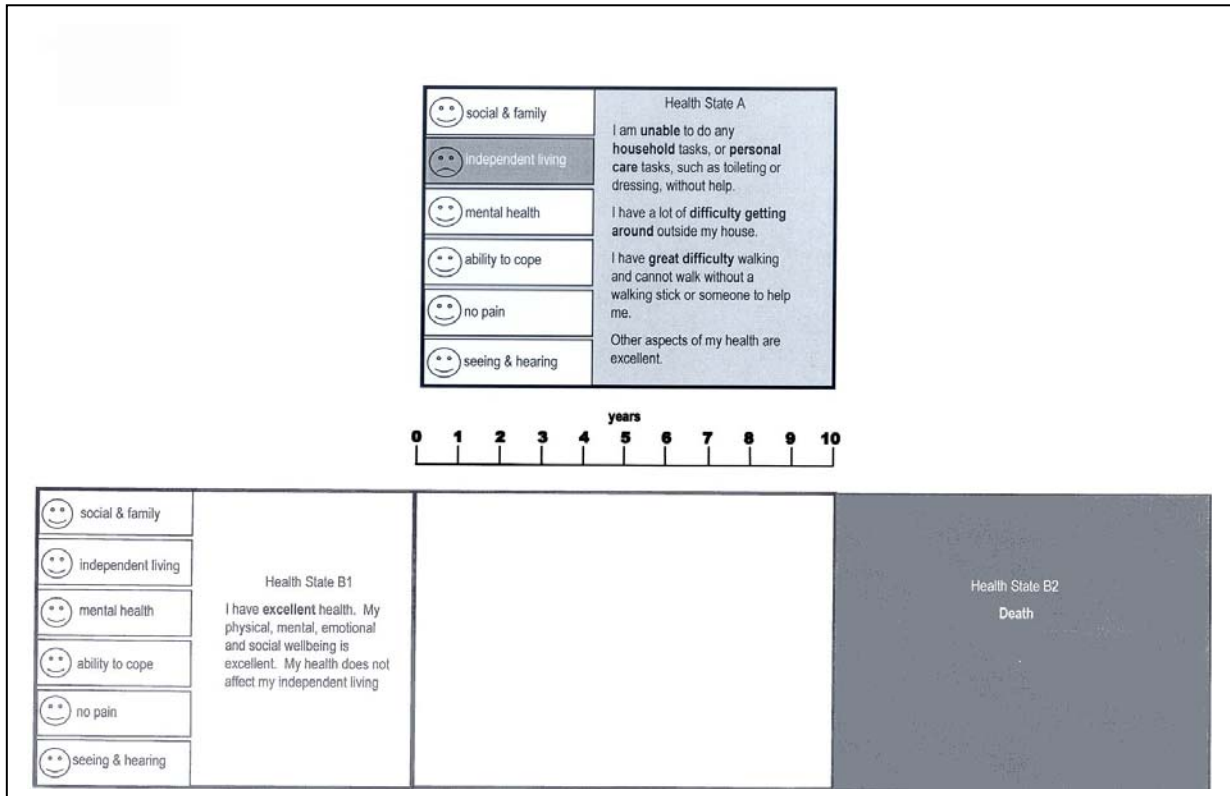 social & family
independent living
mental health
ability to cope
no pain
seeing & hearing
Health State A
I am unable to do any
household tasks, or personal
care tasks, such as toileting or
dressing, without help.
I have a lot of difficulty getting
around outside my house.
I have great difficulty walking
and cannot walk without a
walking stick or someone to help
me.
Other aspects of my health are
excellent.
years
0 1 2 3 4 5 6 7 8 9 10
social & family
independent living
mental health
ability to cope
no pain
seeing & hearing
Health State B1
I have excellent health. My
physical, mental, emotional
and social wellbeing is
excellent. My health does not
affect my independent living
Health State B2
Death